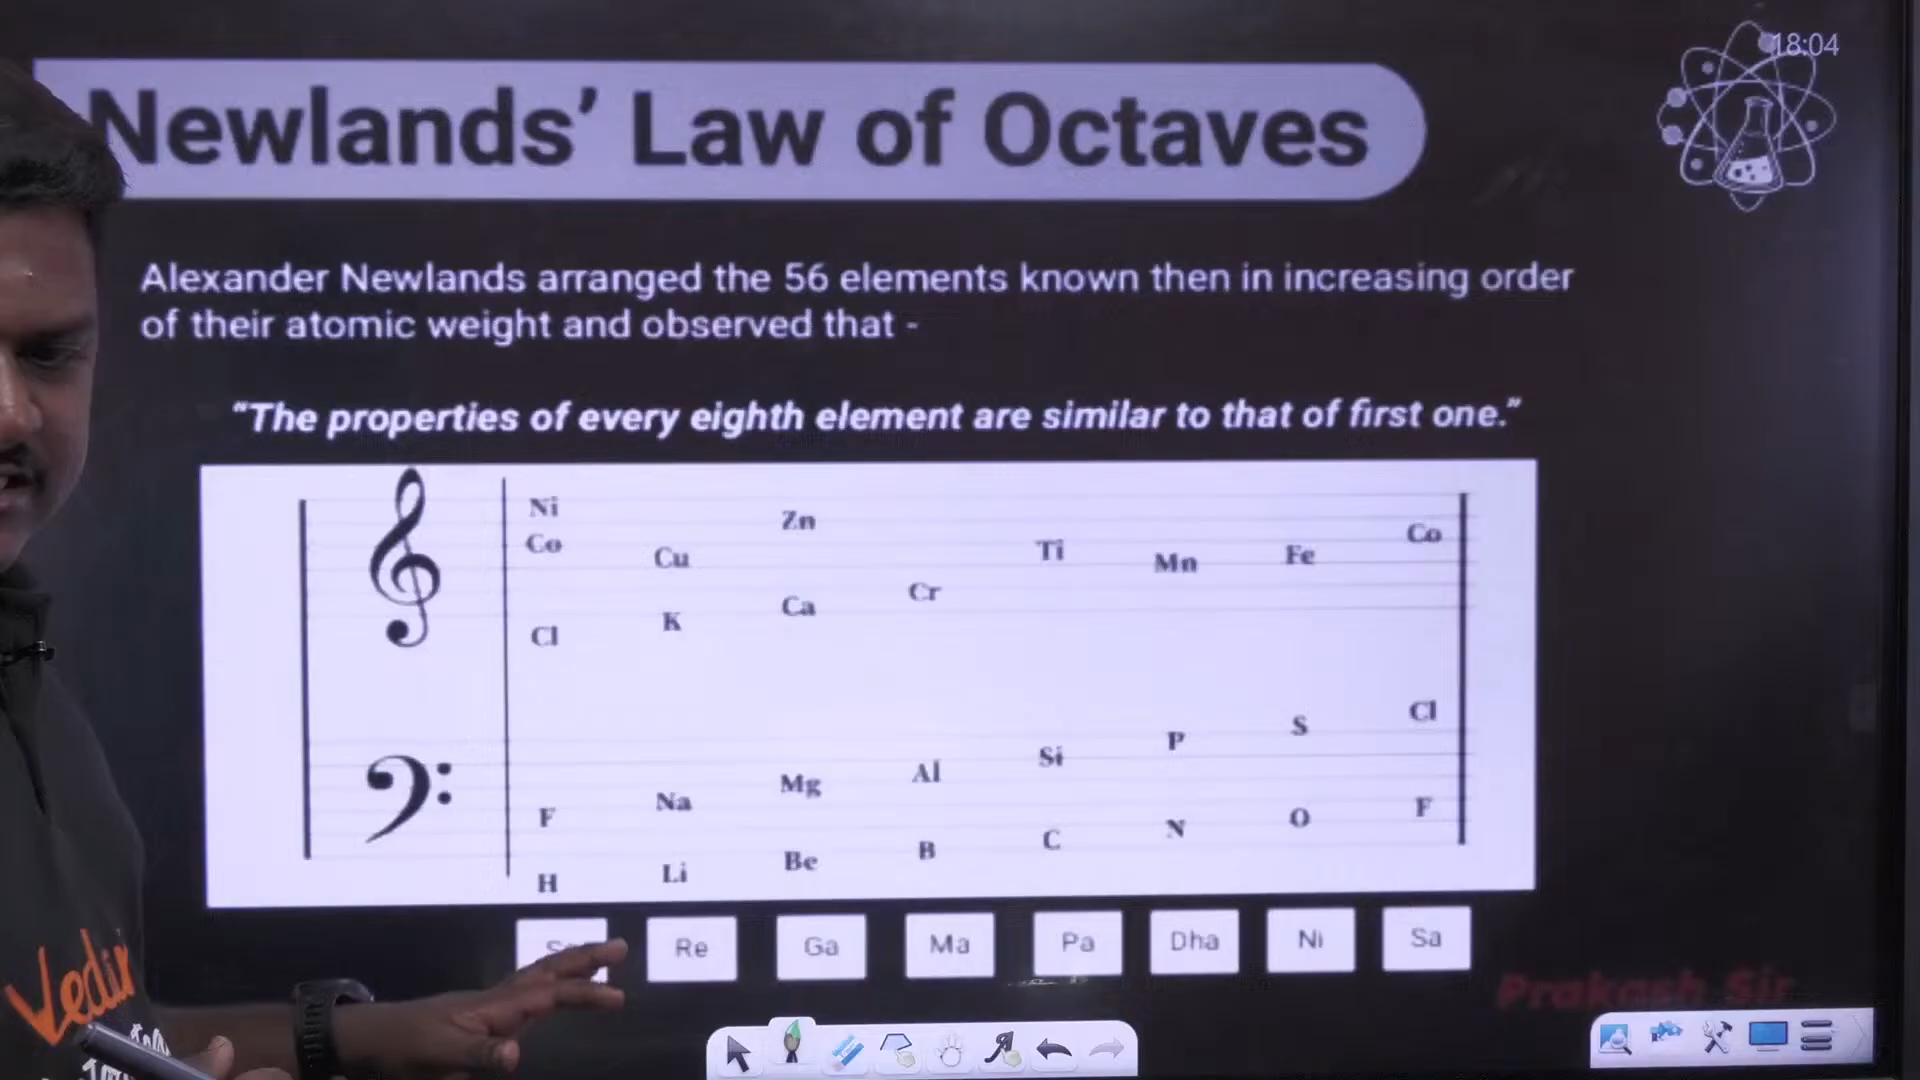 18:04
Newlands’ Law of Octaves
Alexander Newlands arranged the 56 elements known then in increasing order
of their atomic weight and observed that -
“The properties of every eighth element are similar to that of first one.”
Ni Zn
Co Cu Ti Mn Fe Co
Cl K Ca Cr
F Na Mg Al Si P S Cl
H Li Be B C N O F
Re Ga Ma Pa Dha Ni Sa
Prakash Sir